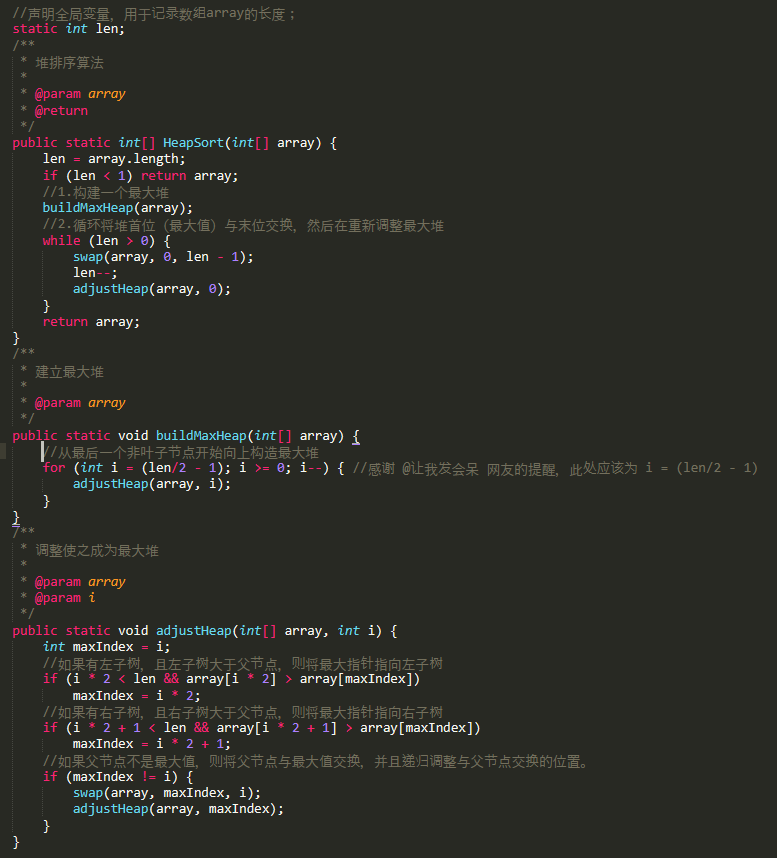 //声明全局变量，用于记录数组array的长度；
static int len;
/**
 * 堆排序算法
 *
 * @param array
 * @return
 */
public static int[] HeapSort(int[] array) {
    len = array.length;
    if (len < 1) return array;
    //1.构建一个最大堆
    buildMaxHeap(array);
    //2.循环将堆首位（最大值）与末位交换，然后在重新调整最大堆
    while (len > 0) {
        swap(array, 0, len - 1);
        len--;
        adjustHeap(array, 0);
    }
    return array;
}
/**
 * 建立最大堆
 *
 * @param array
 */
public static void buildMaxHeap(int[] array) {
    //从最后一个非叶子节点开始向上构造最大堆
    for (int i = (len/2 - 1); i >= 0; i--) { //感谢 @让我发会呆 网友的提醒，此处应该为 i = (len/2 - 1)
        adjustHeap(array, i);
    }
}
/**
 * 调整使之成为最大堆
 *
 * @param array
 * @param i
 */
public static void adjustHeap(int[] array, int i) {
    int maxIndex = i;
    //如果有左子树，且左子树大于父节点，则将最大指针指向左子树
    if (i * 2 < len && array[i * 2] > array[maxIndex])
        maxIndex = i * 2;
    //如果有右子树，且右子树大于父节点，则将最大指针指向右子树
    if (i * 2 + 1 < len && array[i * 2 + 1] > array[maxIndex])
        maxIndex = i * 2 + 1;
    //如果父节点不是最大值，则将父节点与最大值交换，并且递归调整与父节点交换的位置。
    if (maxIndex != i) {
        swap(array, maxIndex, i);
        adjustHeap(array, maxIndex);
    }
}